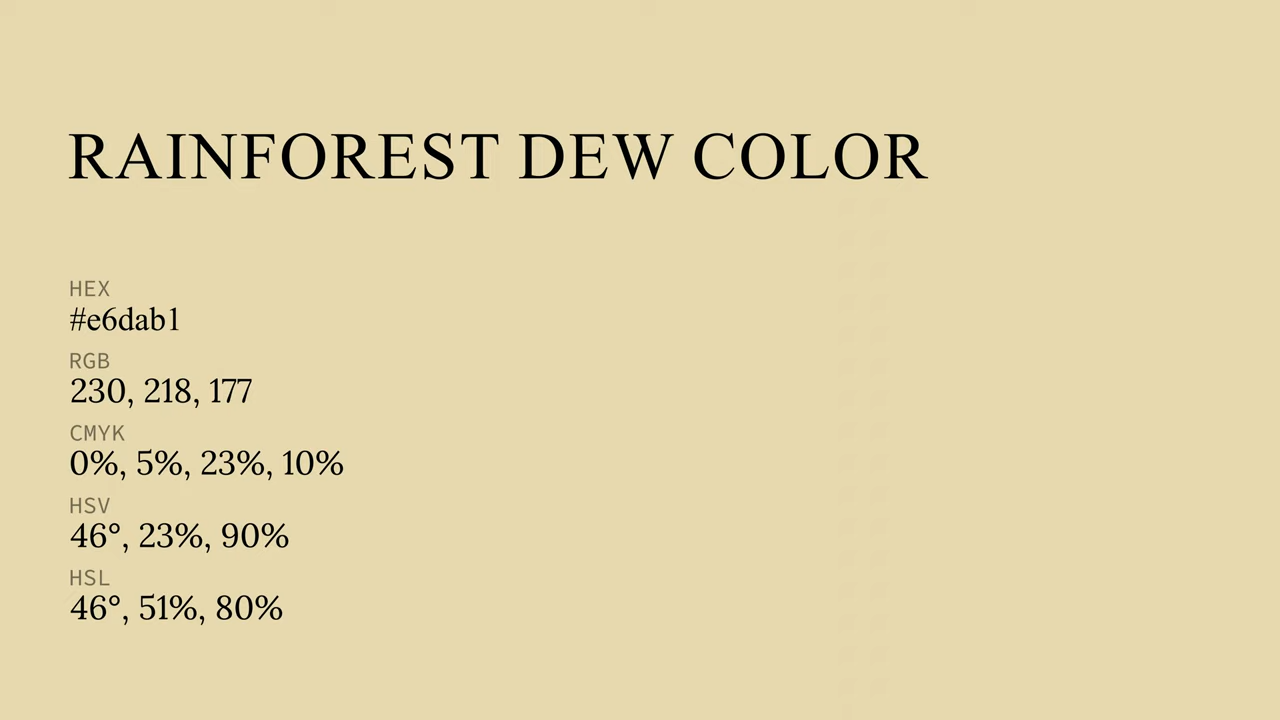 RAINFOREST DEW COLOR
HEX
#e6dab1
RGB
230, 218, 177
CMYK
0%, 5%, 23%, 10%
HSV
46°, 23%, 90%
HSL
46°, 51%, 80%